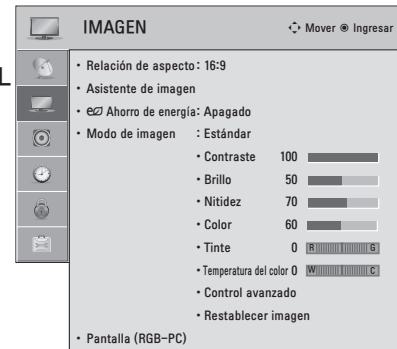 IMAGEN
Mover Ingresar
L
• Relación de aspecto : 16:9
• Asistente de imagen
• Ahorro de energía : Apagado
• Modo de imagen : Estándar
• Contraste 100
• Brillo 50
• Nitidez 70
• Color 60
• Tinte 0 R G
• Temperatura del color 0 W C
• Control avanzado
• Restablecer imagen
• Pantalla (RGB-PC)